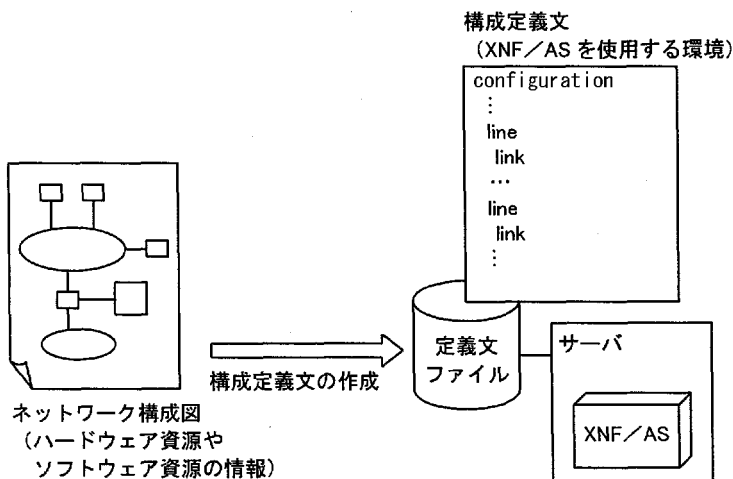 構成定義文
(XNF/AS を使用する環境)
configuration
⋮
line
link
…
line
link
⋮
定義文
ファイル
サーバ
XNF/AS
構成定義文の作成
ネットワーク構成図
(ハードウェア資源や
ソフトウェア資源の情報)